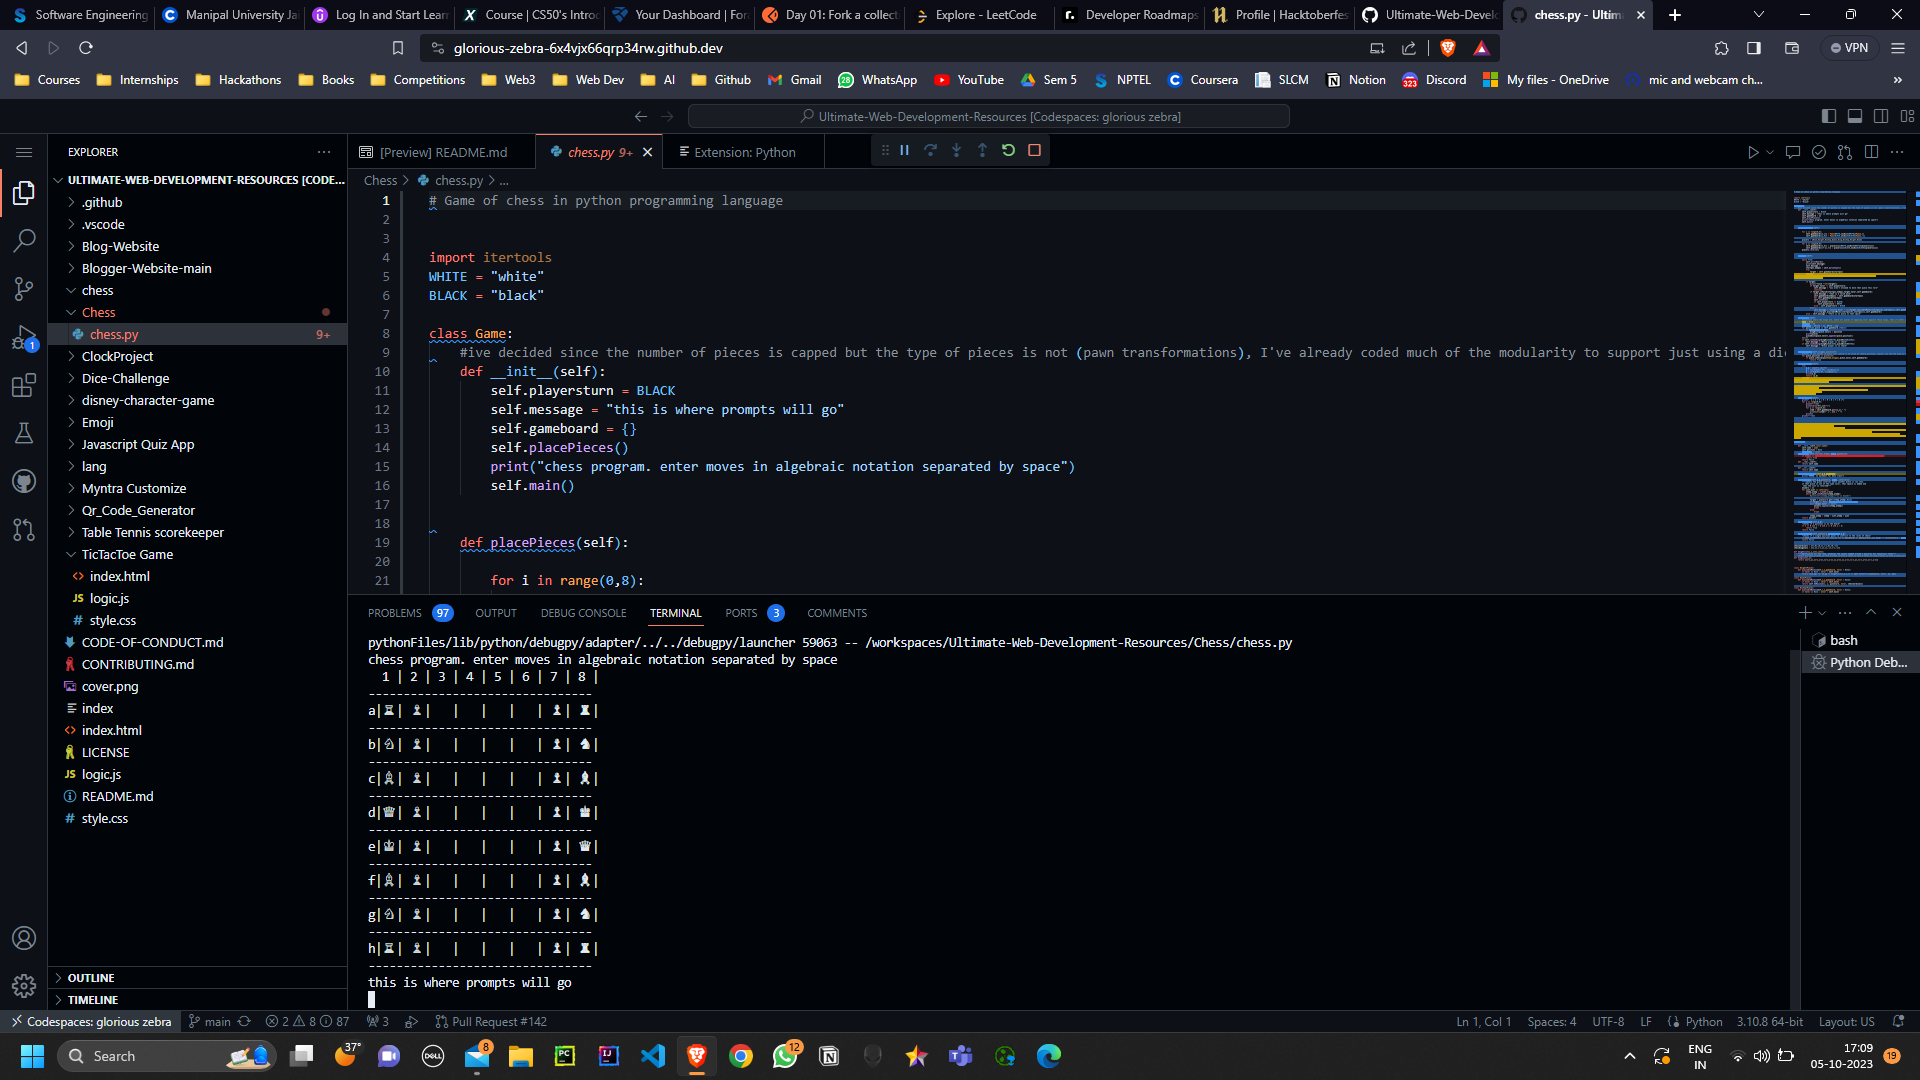 Software Engineering
Manipal University Ja
Log In and Start Learn
Course | CS50's Introd
Your Dashboard | For
Day 01: Fork a collect
Explore - LeetCode
Developer Roadmaps
Profile | Hacktoberfes
Ultimate-Web-Devel
chess.py - Ultim
glorious-zebra-6x4vjx66qrp34rw.github.dev
VPN
Courses
Internships
Hackathons
Books
Competitions
Web3
Web Dev
AI
Github
Gmail
28
WhatsApp
YouTube
Sem 5
NPTEL
Coursera
SLCM
Notion
323
Discord
My files - OneDrive
mic and webcam ch...
Ultimate-Web-Development-Resources [Codespaces: glorious zebra]
EXPLORER
ULTIMATE-WEB-DEVELOPMENT-RESOURCES [CODE...
.github
.vscode
Blog-Website
Blogger-Website-main
chess
Chess
chess.py 9+
ClockProject
Dice-Challenge
disney-character-game
Emoji
Javascript Quiz App
lang
Myntra Customize
Qr_Code_Generator
Table Tennis scorekeeper
TicTacToe Game
index.html
JS logic.js
# style.css
CODE-OF-CONDUCT.md
CONTRIBUTING.md
cover.png
index
index.html
LICENSE
JS logic.js
README.md
# style.css
OUTLINE
TIMELINE
1
[Preview] README.md
chess.py 9+
Extension: Python
Chess > chess.py > ...
1 # Game of chess in python programming language
2
3
4 import itertools
5 WHITE = "white"
6 BLACK = "black"
7
8 class Game:
9 #ive decided since the number of pieces is capped but the type of pieces is not (pawn transformations), I've already coded much of the modularity to support just using a di
10 def __init__(self):
11 self.playersturn = BLACK
12 self.message = "this is where prompts will go"
13 self.gameboard = {}
14 self.placePieces()
15 print("chess program. enter moves in algebraic notation separated by space")
16 self.main()
17
18
19 def placePieces(self):
20
21 for i in range(0,8):
PROBLEMS 97
OUTPUT
DEBUG CONSOLE
TERMINAL
PORTS 3
COMMENTS
pythonFiles/lib/python/debugpy/adapter/../../debugpy/launcher 59063 -- /workspaces/Ultimate-Web-Development-Resources/Chess/chess.py
chess program. enter moves in algebraic notation separated by space
1 | 2 | 3 | 4 | 5 | 6 | 7 | 8 |
--------------------------------
a|♖| ♙| | | | | ♟| ♜|
--------------------------------
b|♘| ♙| | | | | ♟| ♞|
--------------------------------
c|♗| ♙| | | | | ♟| ♝|
--------------------------------
d|♕| ♙| | | | | ♟| ♚|
--------------------------------
e|♔| ♙| | | | | ♟| ♛|
--------------------------------
f|♗| ♙| | | | | ♟| ♝|
--------------------------------
g|♘| ♙| | | | | ♟| ♞|
--------------------------------
h|♖| ♙| | | | | ♟| ♜|
--------------------------------
this is where prompts will go
bash
Python Deb...
Codespaces: glorious zebra
main
2
8
87
3
Pull Request #142
Ln 1, Col 1
Spaces: 4
UTF-8
LF
Python
3.10.8 64-bit
Layout: US
Search
37°
DELL
8
PC
IJ
12
ENG
IN
17:09
05-10-2023
19